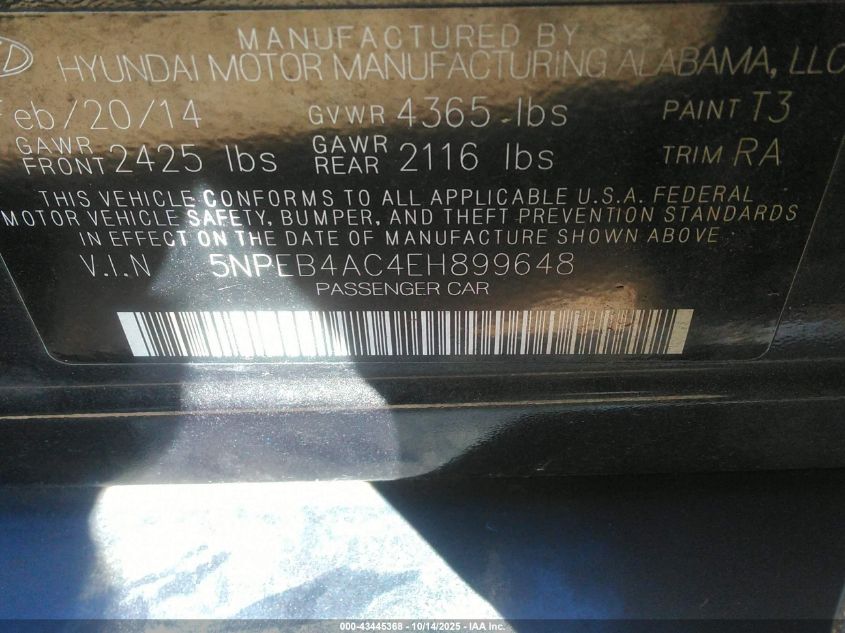 MANUFACTURED BY
HYUNDAI MOTOR MANUFACTURING ALABAMA, LLC
Feb/20/14 GVWR 4365 lbs PAINT T3
GAWR FRONT 2425 lbs GAWR REAR 2116 lbs TRIM RA
THIS VEHICLE CONFORMS TO ALL APPLICABLE U.S.A. FEDERAL
MOTOR VEHICLE SAFETY, BUMPER, AND THEFT PREVENTION STANDARDS
IN EFFECT ON THE DATE OF MANUFACTURE SHOWN ABOVE.
V.I.N 5NPEB4AC4EH899648
PASSENGER CAR
000-43445368 - 10/14/2025 - IAA Inc.